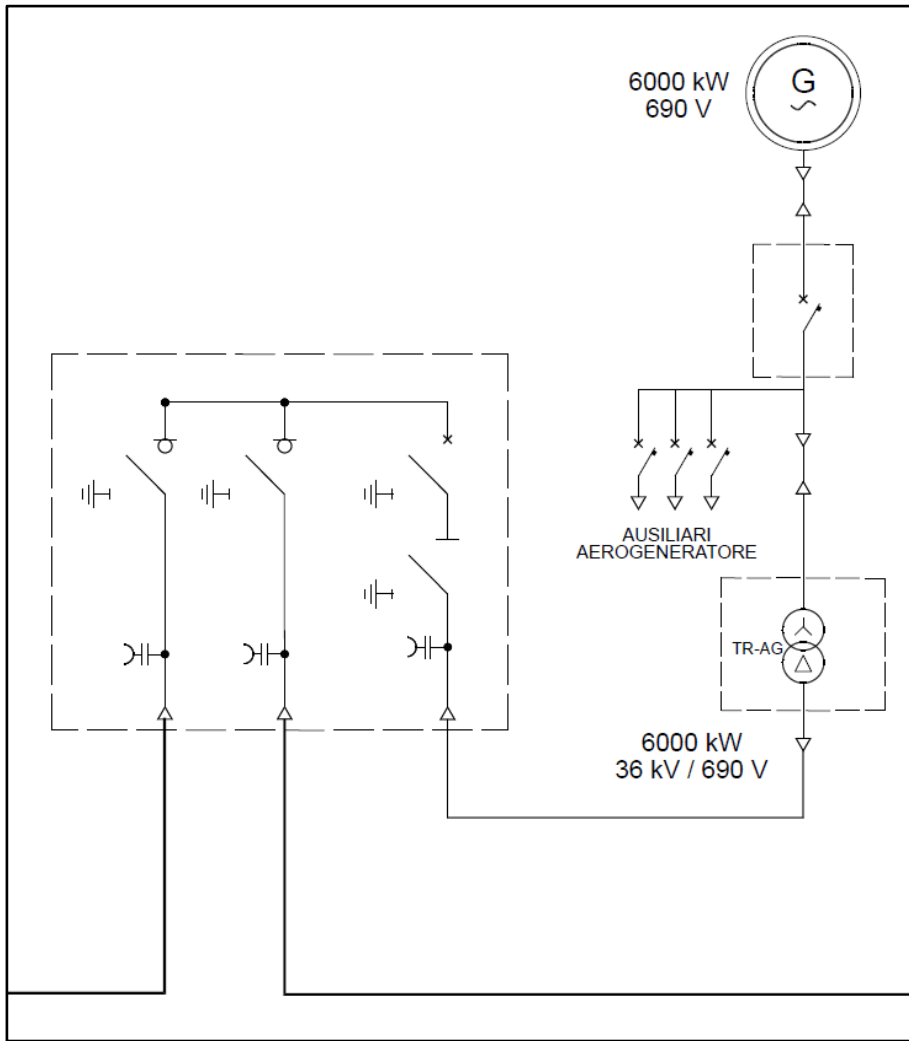 6000 kW
690 V
G
AUSILIARI
AEROGENERATORE
TR-AG
6000 kW
36 kV / 690 V